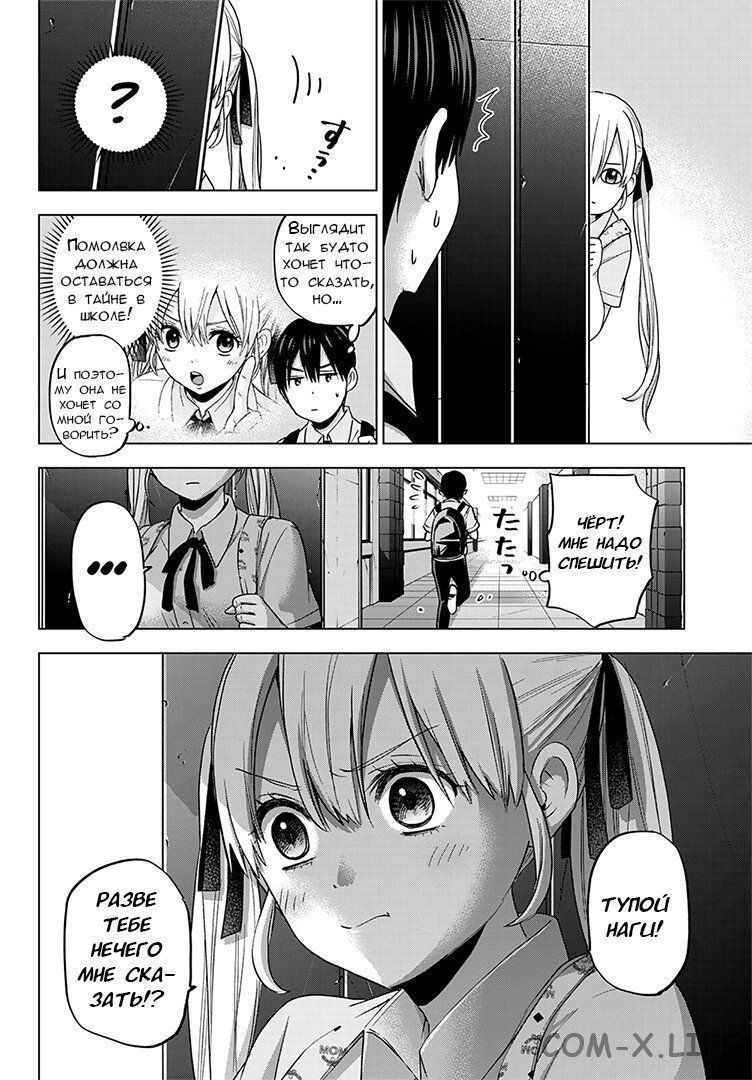 ?
すぅ…
Выглядит
так будто
хочет что-
то сказать,
но...
Помолвка
должна
оставаться
в тайне в
школе!
И поэто-
му она не
хочет со
мной го-
ворить?
Чёрт!
Мне надо
спешить!
たたっ
...
Тупой
Наги!
Разве
тебе
нечего
мне ска-
зать!?
COM-X.LIFE